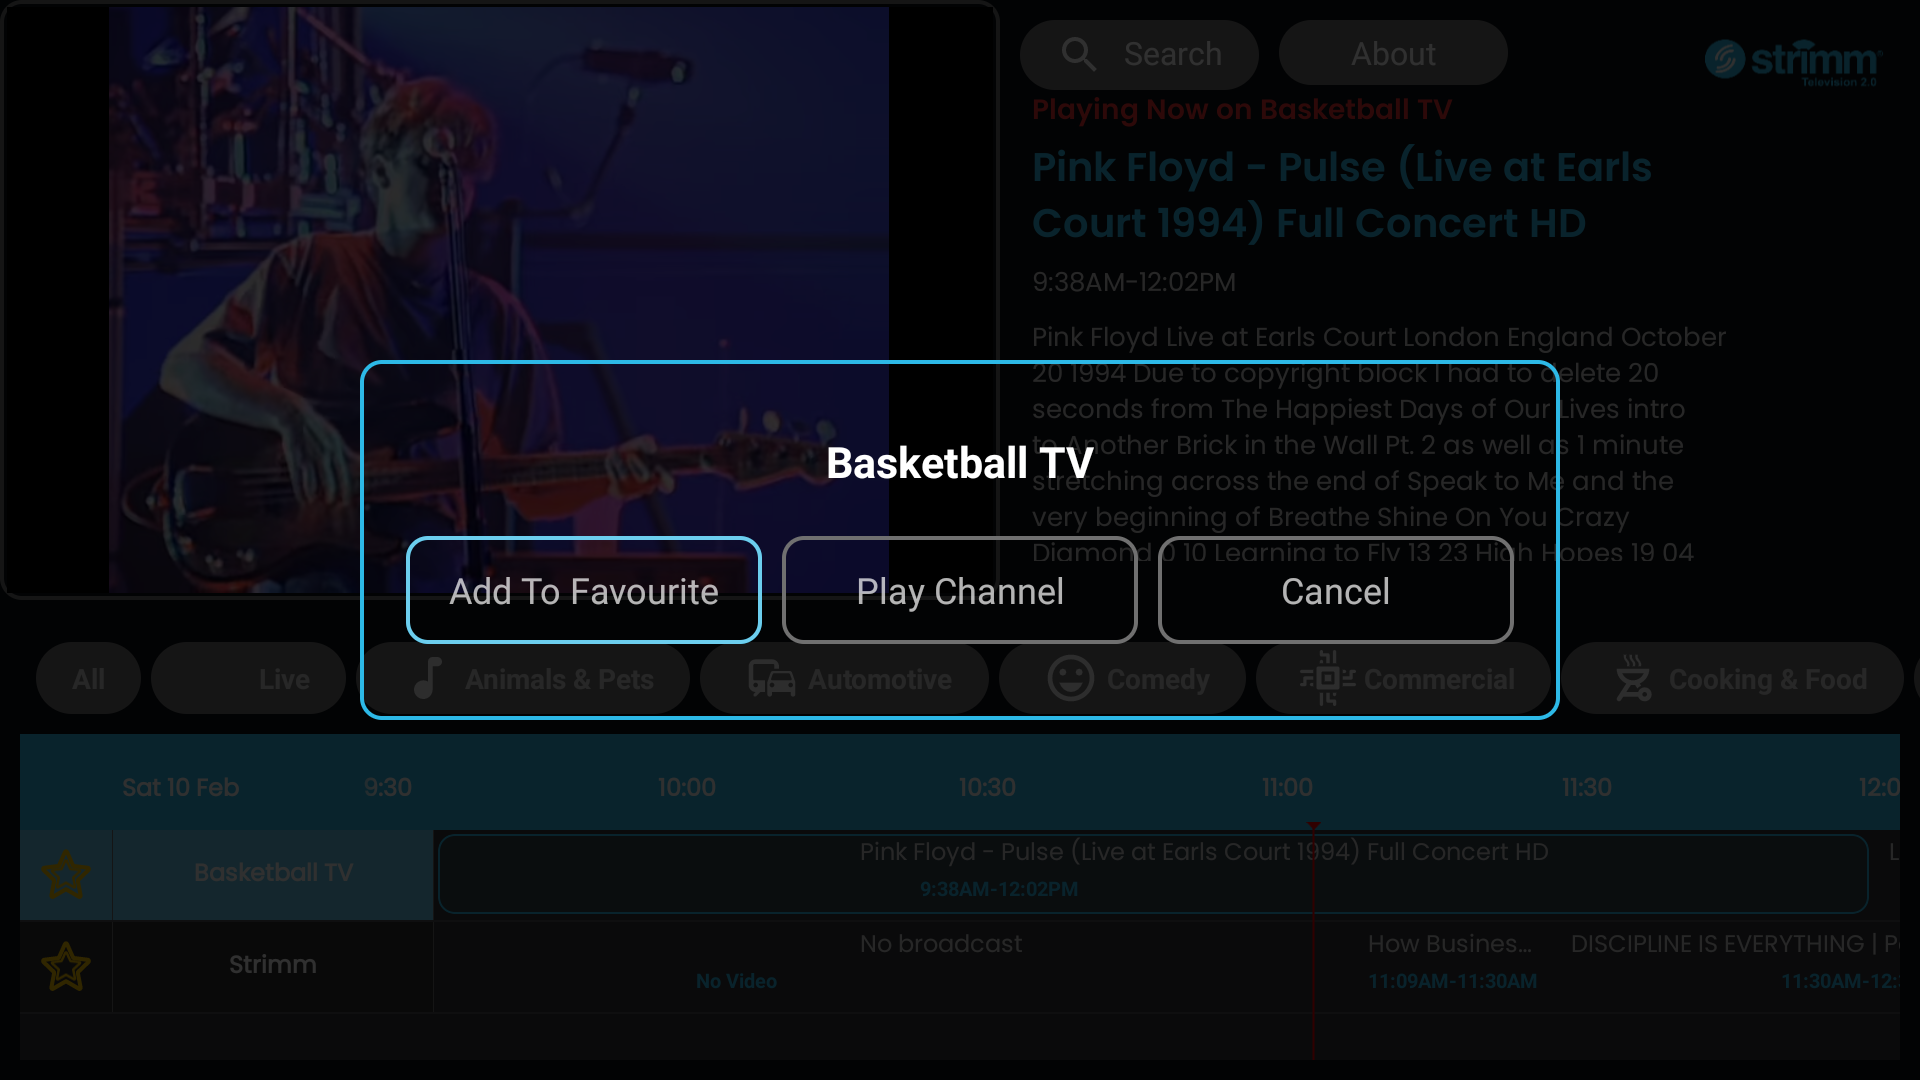 Search
About
strimm
Television 2.0
Playing Now on Basketball TV
Pink Floyd - Pulse (Live at Earls
Court 1994) Full Concert HD
9:38AM-12:02PM
Pink Floyd Live at Earls Court London England October
20 1994 Due to copyright block I had to delete 20
seconds from The Happiest Days of Our Lives intro
to Another Brick in the Wall Pt. 2 as well as 1 minute
stretching across the end of Speak to Me and the
very beginning of Breathe Shine On You Crazy
Diamond 0 10 Learning to Fly 13 23 High Hopes 19 04
Basketball TV
Add To Favourite
Play Channel
Cancel
All
Live
Animals & Pets
Automotive
Comedy
Commercial
Cooking & Food
Sat 10 Feb
9:30
10:00
10:30
11:00
11:30
12:0
Basketball TV
Pink Floyd - Pulse (Live at Earls Court 1994) Full Concert HD
L
9:38AM-12:02PM
Strimm
No broadcast
No Video
How Busines...
11:09AM-11:30AM
DISCIPLINE IS EVERYTHING | P
11:30AM-12: